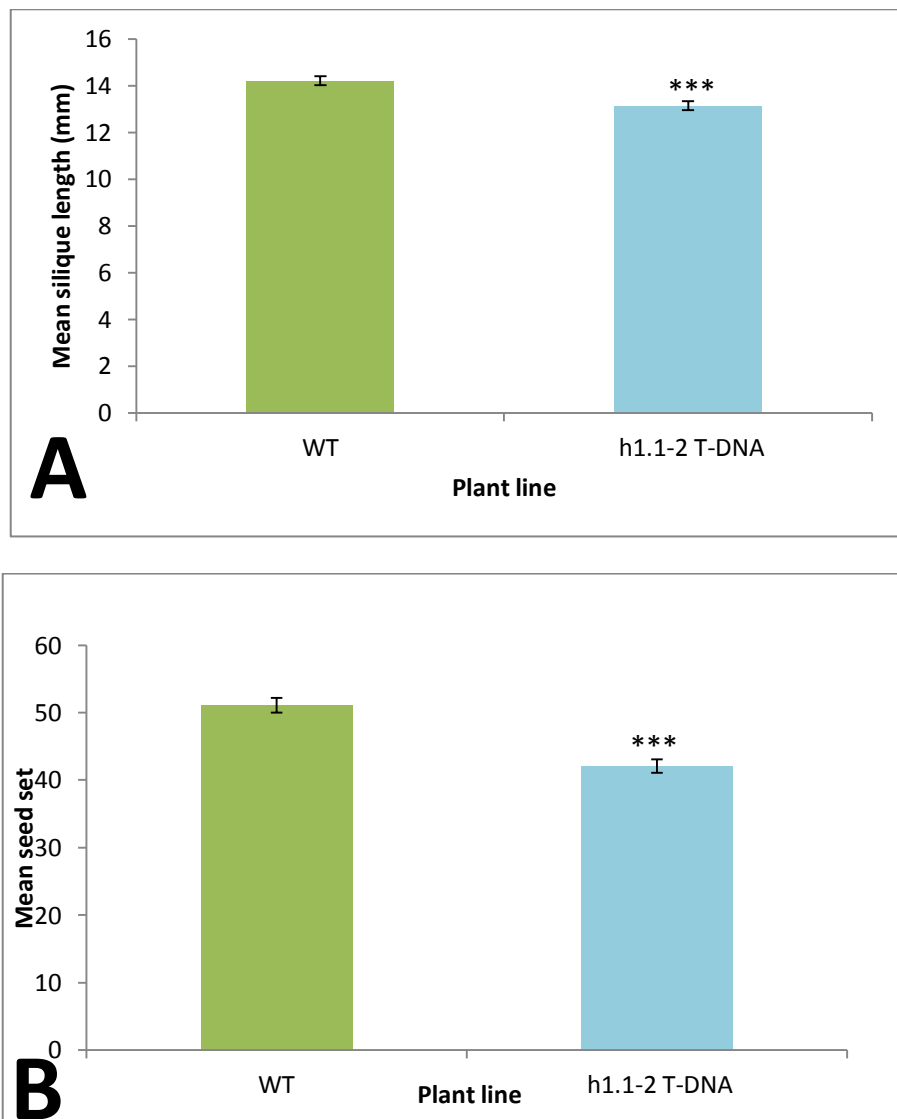 16
14
12
10
8
6
4
2
0
Mean silique length (mm)
***
WT
h1.1-2 T-DNA
Plant line
A
60
50
40
30
20
10
0
Mean seed set
***
WT
h1.1-2 T-DNA
Plant line
B